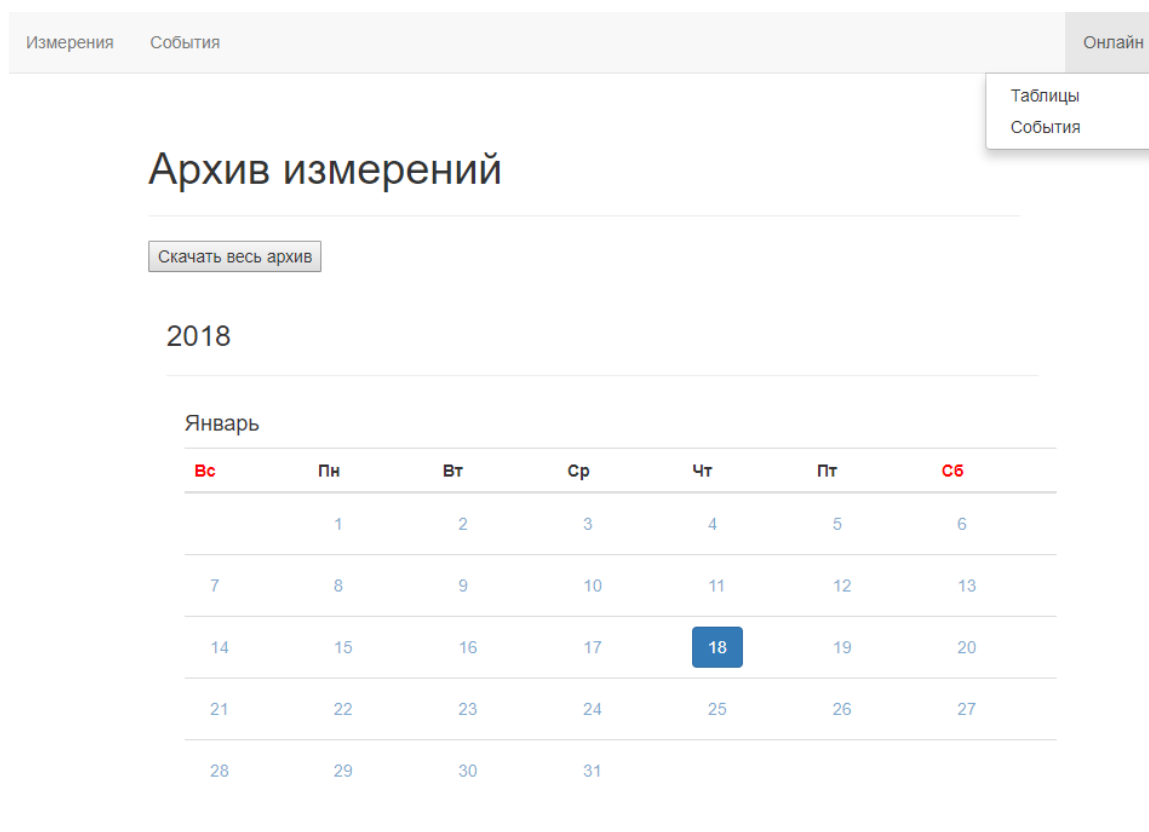 Измерения События Онлайн
Таблицы
События
Архив измерений
Скачать весь архив
2018
Январь
Вс Пн Вт Ср Чт Пт Сб
1 2 3 4 5 6
7 8 9 10 11 12 13
14 15 16 17 18 19 20
21 22 23 24 25 26 27
28 29 30 31